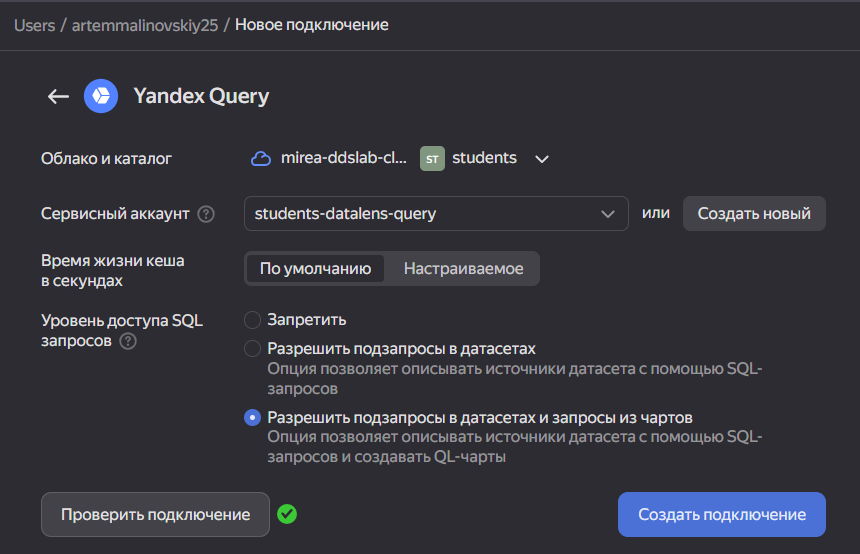 Users / artemmalinovskiy25 / Новое подключение
Yandex Query
Облако и каталог
mirea-ddslab-cl... ST students
Сервисный аккаунт ?
students-datalens-query
или
Создать новый
Время жизни кеша
в секундах
По умолчанию
Настраиваемое
Уровень доступа SQL
запросов ?
Запретить
Разрешить подзапросы в датасетах
Опция позволяет описывать источники датасета с помощью SQL-
запросов
Разрешить подзапросы в датасетах и запросы из чартов
Опция позволяет описывать источники датасета с помощью SQL-
запросов и создавать QL-чарты
Проверить подключение
Создать подключение